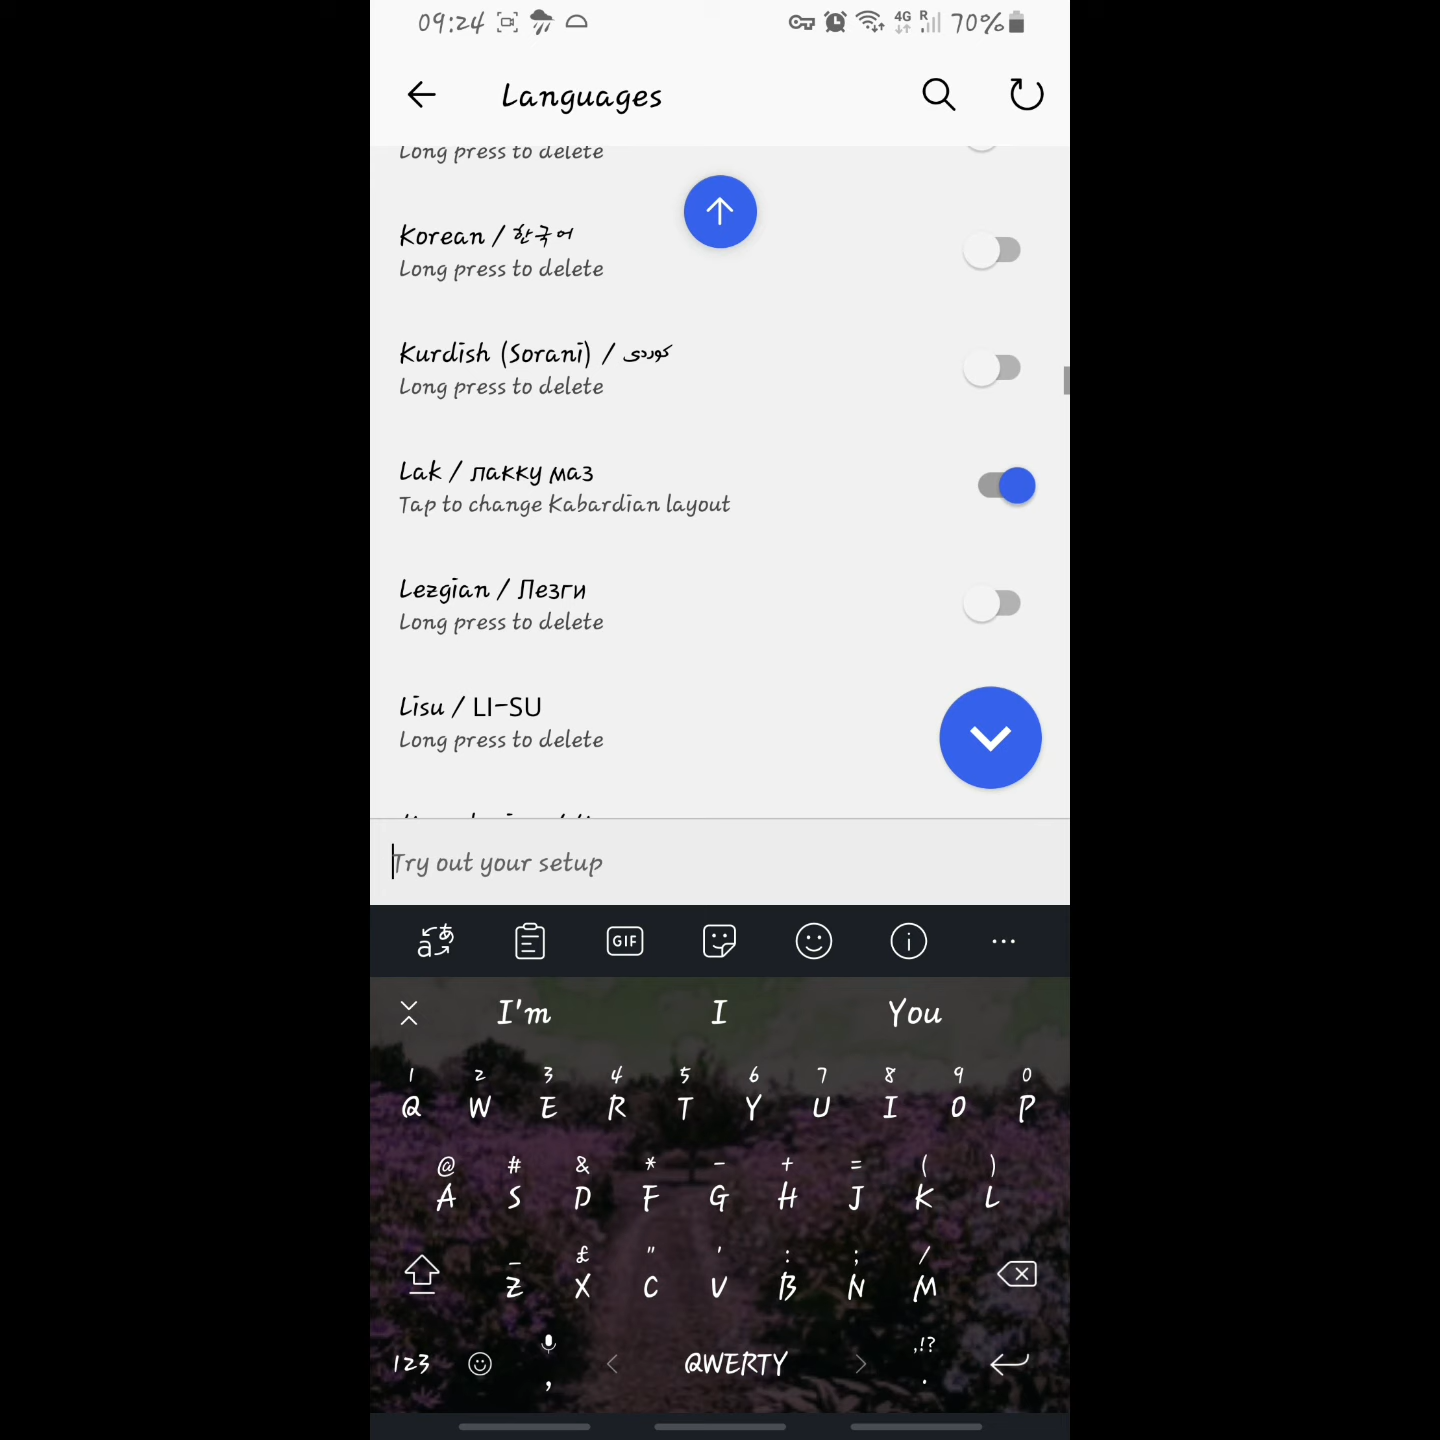 09:24 4G R 70%
Languages
Long press to delete
Korean / 한국어
Long press to delete
Kurdish (Sorani) / کوردی
Long press to delete
Lak / лакку маз
Tap to change Kabardian layout
Lezgian / Лезги
Long press to delete
Lisu / LI-SU
Long press to delete
Try out your setup
a あ GIF
I'm I You
1 2 3 4 5 6 7 8 9 0
Q W E R T Y U I O P
@ # & * - + = ( )
A S D F G H J K L
_ £ " ' : ; /
Z X C V B N M
,!?
123 , < QWERTY > .